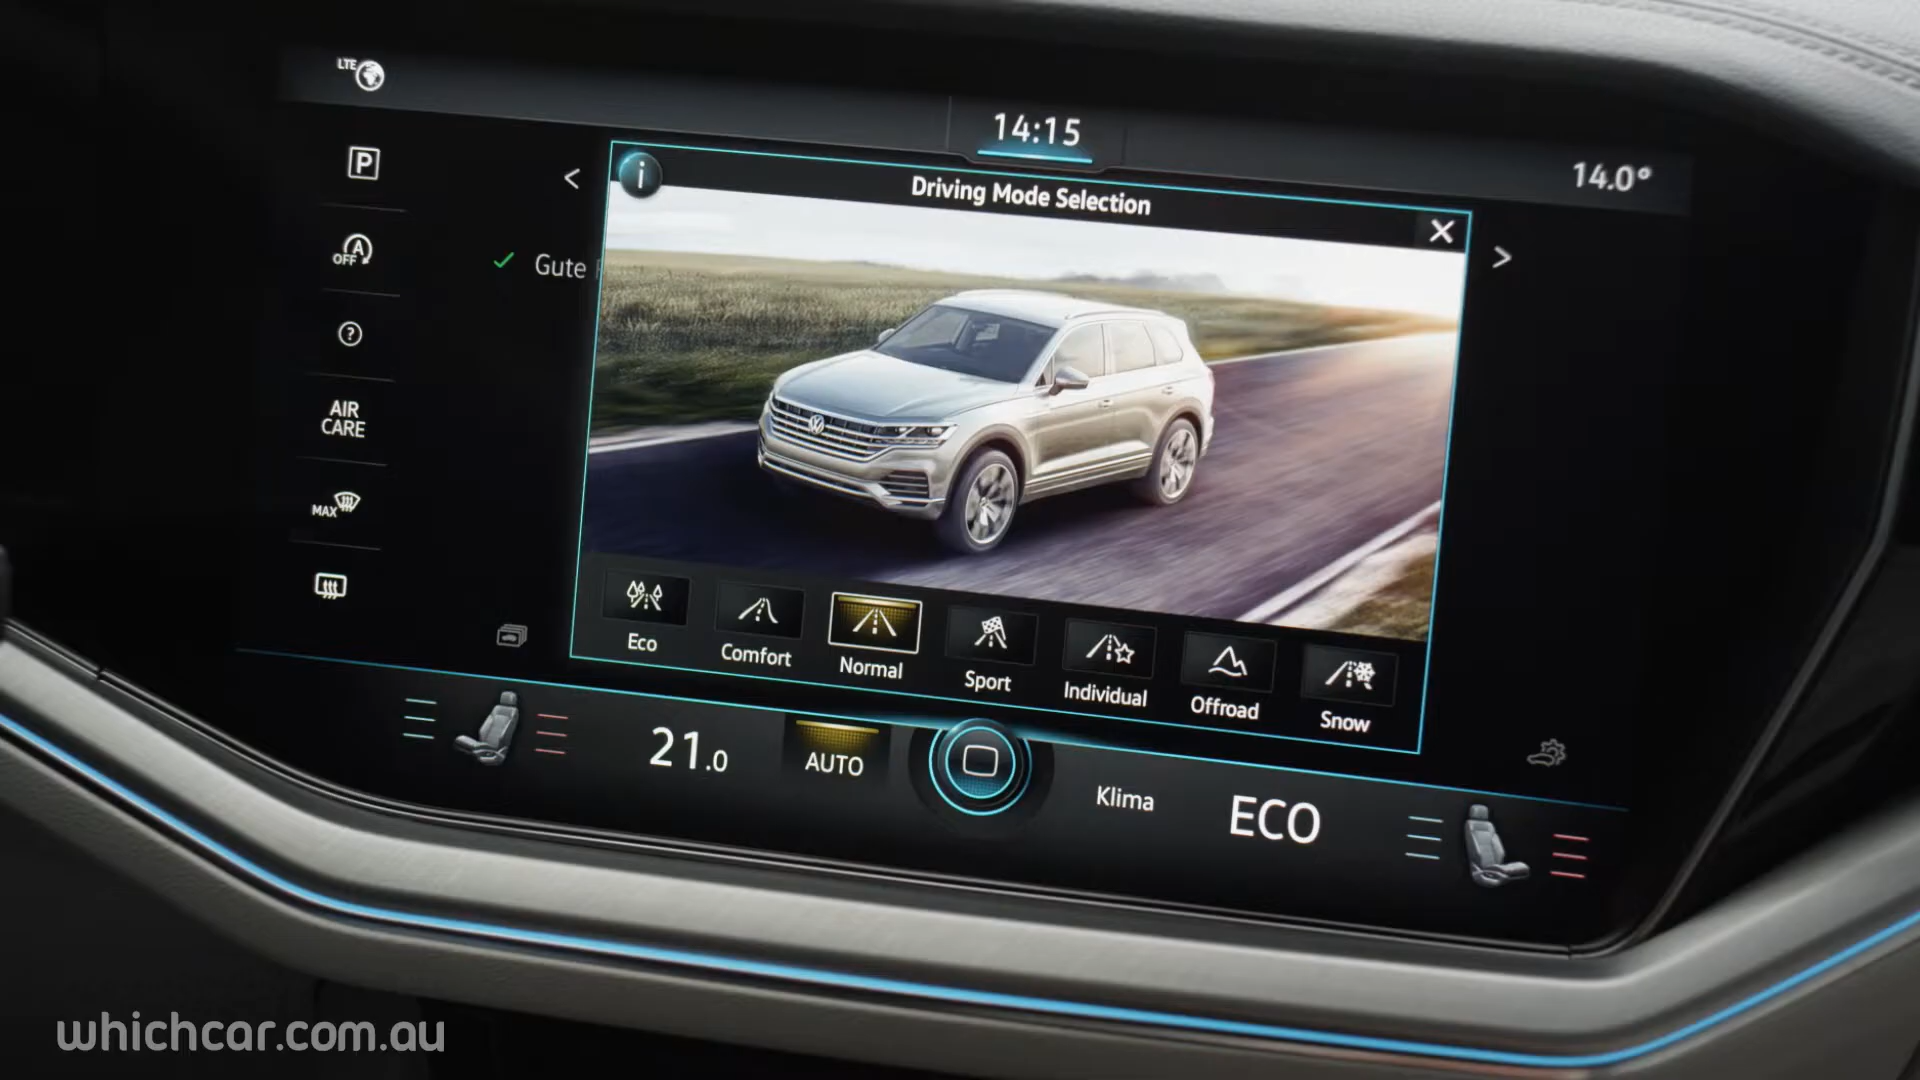 LTE
14:15
14.0°
P
Driving Mode Selection
A
OFF
Gute
?
AIR
CARE
MAX
Eco
Comfort
Normal
Sport
Individual
Offroad
Snow
21.0
AUTO
Klima
ECO
whichcar.com.au